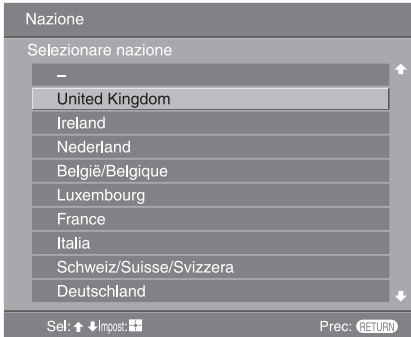 Nazione
Selezionare nazione
–
United Kingdom
Ireland
Nederland
België/Belgique
Luxembourg
France
Italia
Schweiz/Suisse/Svizzera
Deutschland
Sel: Impost: Prec: RETURN